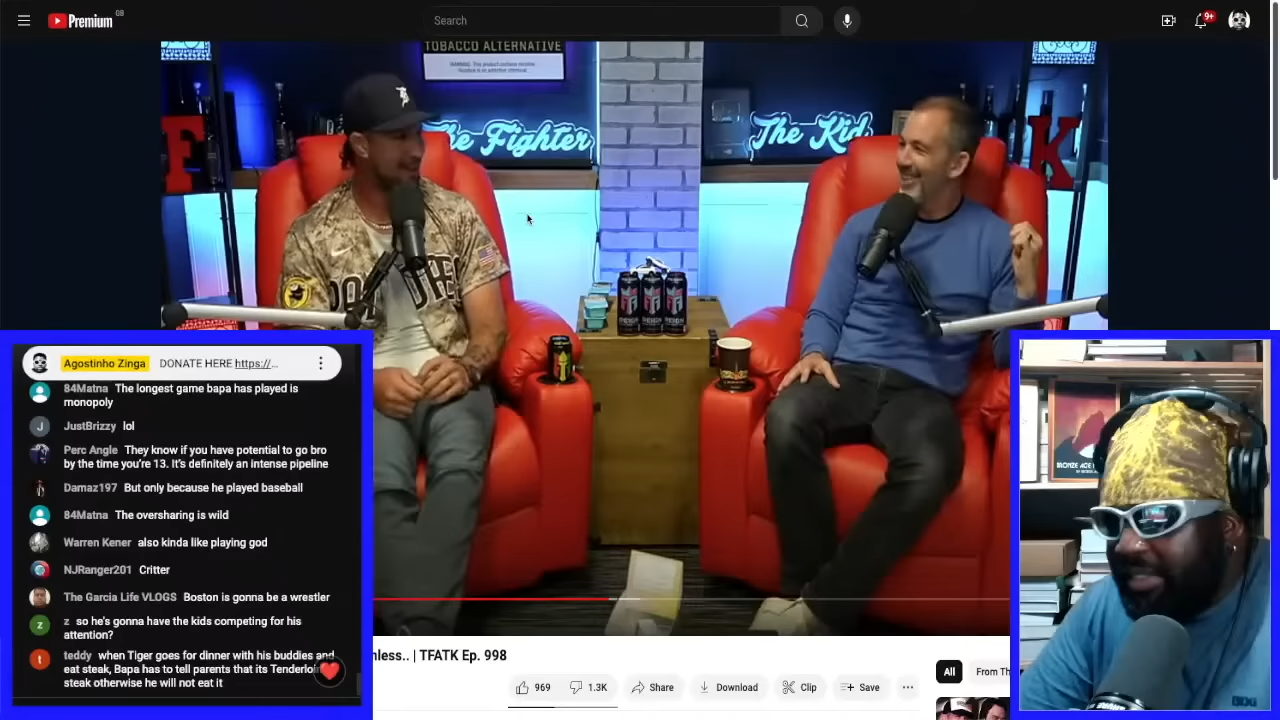 Premium GB
Search
9+
TOBACCO ALTERNATIVE
The Fighter
The Kid
F
K
REIGN
Agostinho Zinga DONATE HERE https://...
84Matna The longest game bapa has played is
monopoly
JustBrizzy lol
Perc Angle They know if you have potential to go bro
by the time you're 13. It's definitely an intense pipeline
Damaz197 But only because he played baseball
84Matna The oversharing is wild
Warren Kener also kinda like playing god
NJRanger201 Critter
The Garcia Life VLOGS Boston is gonna be a wrestler
z so he's gonna have the kids competing for his
attention?
teddy when Tiger goes for dinner with his buddies and
eat steak, Bapa has to tell parents that its Tenderloin
steak otherwise he will not eat it
BRONZE AGE
nless.. | TFATK Ep. 998
969
1.3K
Share
Download
Clip
Save
All
From Th